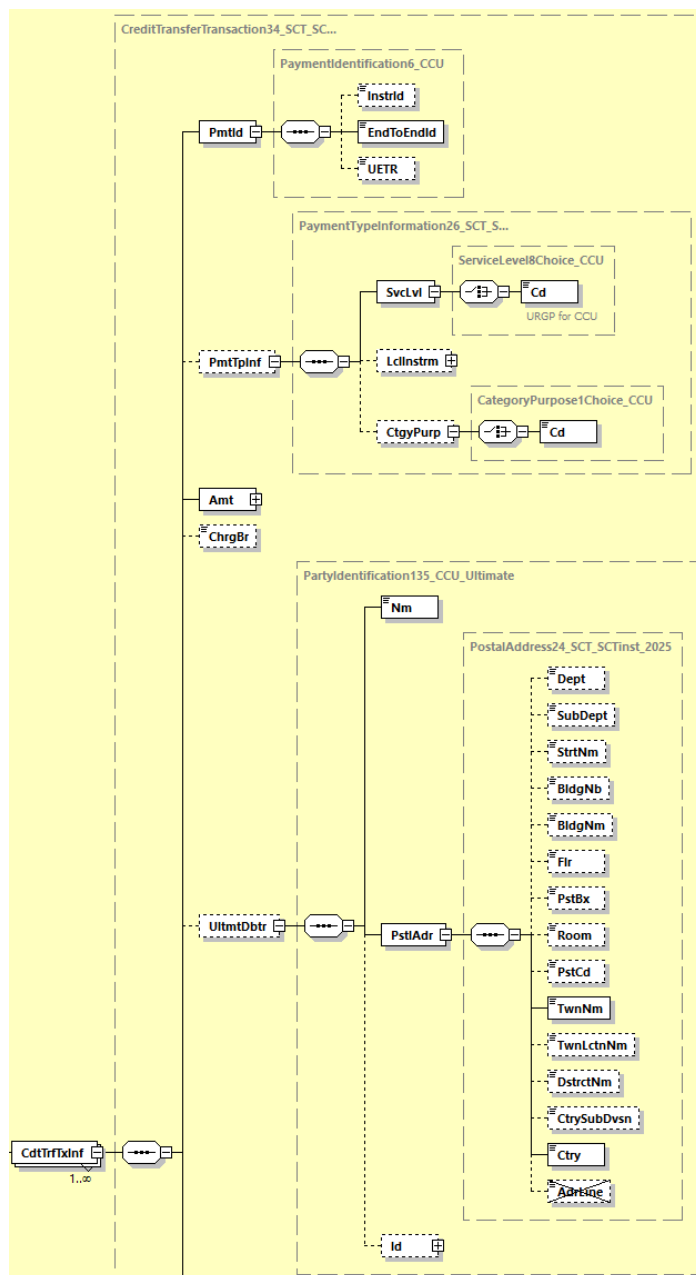 CreditTransferTransaction34_SCT_SC...
PaymentIdentification6_CCU
InstrId
PmtId
EndToEndId
UETR
PaymentTypeInformation26_SCT_S...
ServiceLevel8Choice_CCU
SvcLvl
Cd
URGP for CCU
PmtTpInf
LclInstrm
CategoryPurpose1Choice_CCU
CtgyPurp
Cd
Amt
ChrgBr
PartyIdentification135_CCU_Ultimate
Nm
PostalAddress24_SCT_SCTinst_2025
Dept
SubDept
StrtNm
BldgNb
BldgNm
Flr
PstBx
UltmtDbtr
PstlAdr
Room
PstCd
TwnNm
TwnLctnNm
DstrctNm
CtrySubDvsn
CdtTrfTxInf
Ctry
1..∞
AdrLine
Id